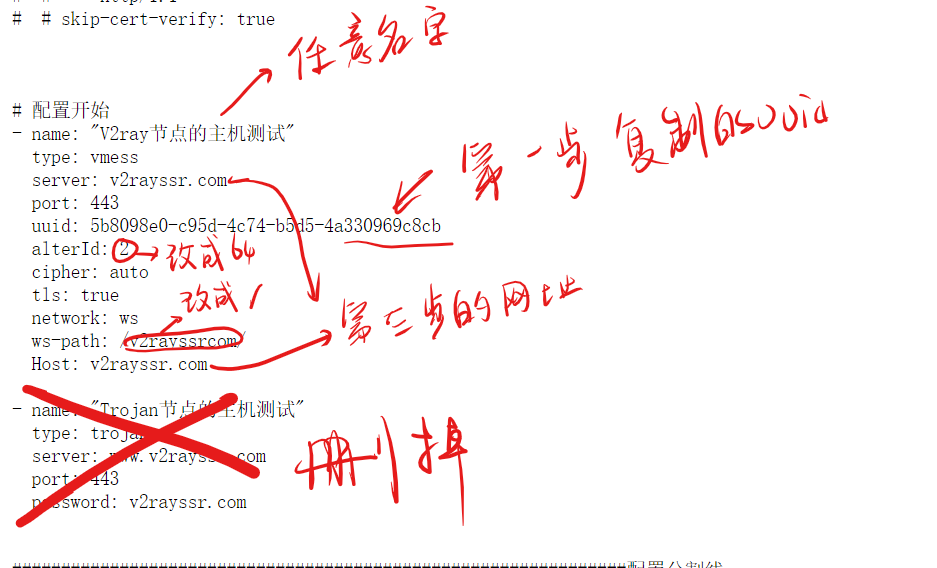 # # skip-cert-verify: true
任意名字
# 配置开始
- name: "V2ray节点的主机测试"
type: vmess
第一步 复制的uuid
server: v2rayssr.com
port: 443
uuid: 5b8098e0-c95d-4c74-b5d5-4a330969c8cb
alterId: 2
改成64
cipher: auto
tls: true
改成/
network: ws
第三步的网址
ws-path: /v2rayssrcom/
Host: v2rayssr.com
- name: "Trojan节点的主机测试"
type: trojan
server: www.v2rayssr.com
删掉
port: 443
password: v2rayssr.com
配置分割线